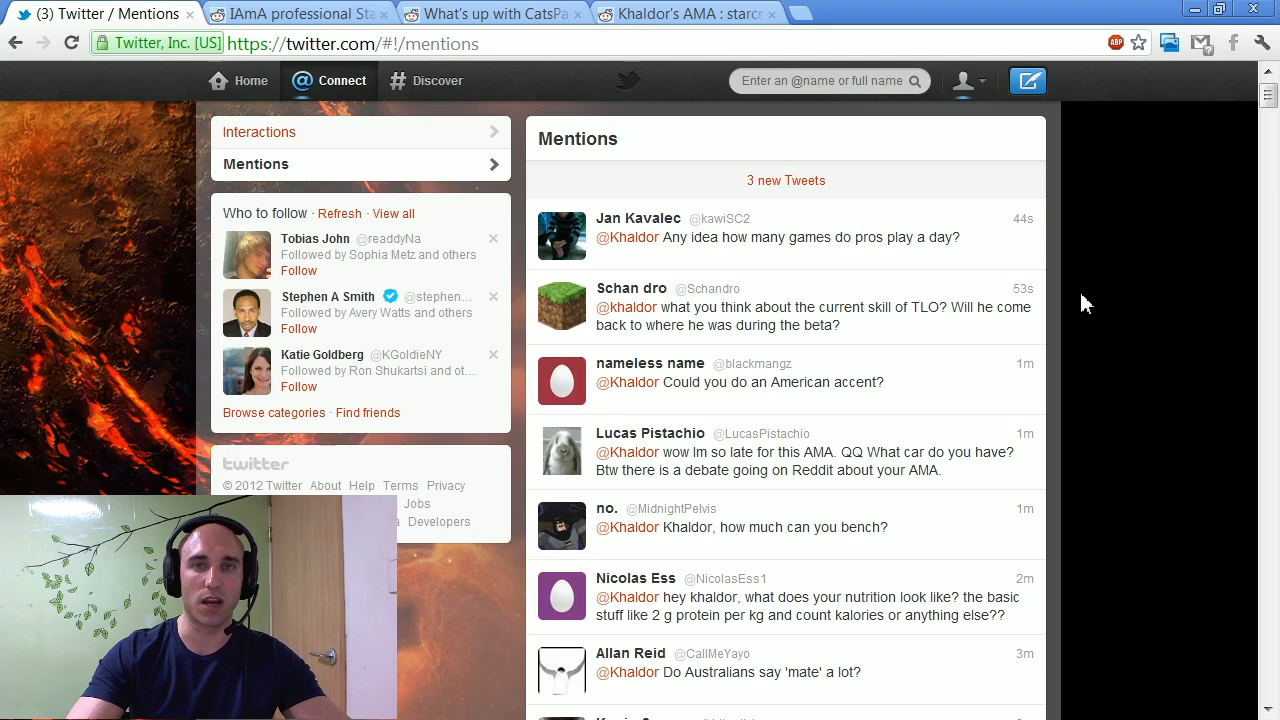 (3) Twitter / Mentions
IAmA professional Sta
What's up with CatsPa
Khaldor's AMA : starcr
Twitter, Inc. [US] https://twitter.com/#!/mentions
ABP
Home
Connect
Discover
Enter an @name or full name
Interactions
Mentions
Who to follow · Refresh · View all
Tobias John @readdyNa
Followed by Sophia Metz and others
Follow
Stephen A Smith @stephen...
Followed by Avery Watts and others
Follow
Katie Goldberg @KGoldieNY
Followed by Ron Shukartsi and ot...
Follow
Browse categories · Find friends
twitter
© 2012 Twitter About Help Terms Privacy
Jobs
Developers
Mentions
3 new Tweets
Jan Kavalec @kawiSC2 44s
@Khaldor Any idea how many games do pros play a day?
Schan dro @Schandro 53s
@khaldor what you think about the current skill of TLO? Will he come
back to where he was during the beta?
nameless name @blackmangz 1m
@Khaldor Could you do an American accent?
Lucas Pistachio @LucasPistachio 1m
@Khaldor wow Im so late for this AMA. QQ What car do you have?
Btw there is a debate going on Reddit about your AMA.
no. @MidnightPelvis 1m
@Khaldor Khaldor, how much can you bench?
Nicolas Ess @NicolasEss1 2m
@Khaldor hey khaldor, what does your nutrition look like? the basic
stuff like 2 g protein per kg and count kalories or anything else??
Allan Reid @CallMeYayo 3m
@Khaldor Do Australians say 'mate' a lot?